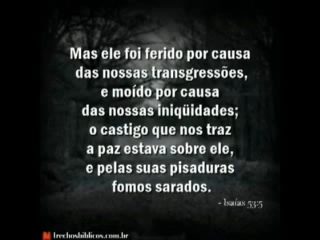 Mas ele foi ferido por causa
das nossas transgressões,
e moído por causa
das nossas iniqüidades;
o castigo que nos traz
a paz estava sobre ele,
e pelas suas pisaduras
fomos sarados.
- Isaías 53:5
trechosbiblicos.com.br